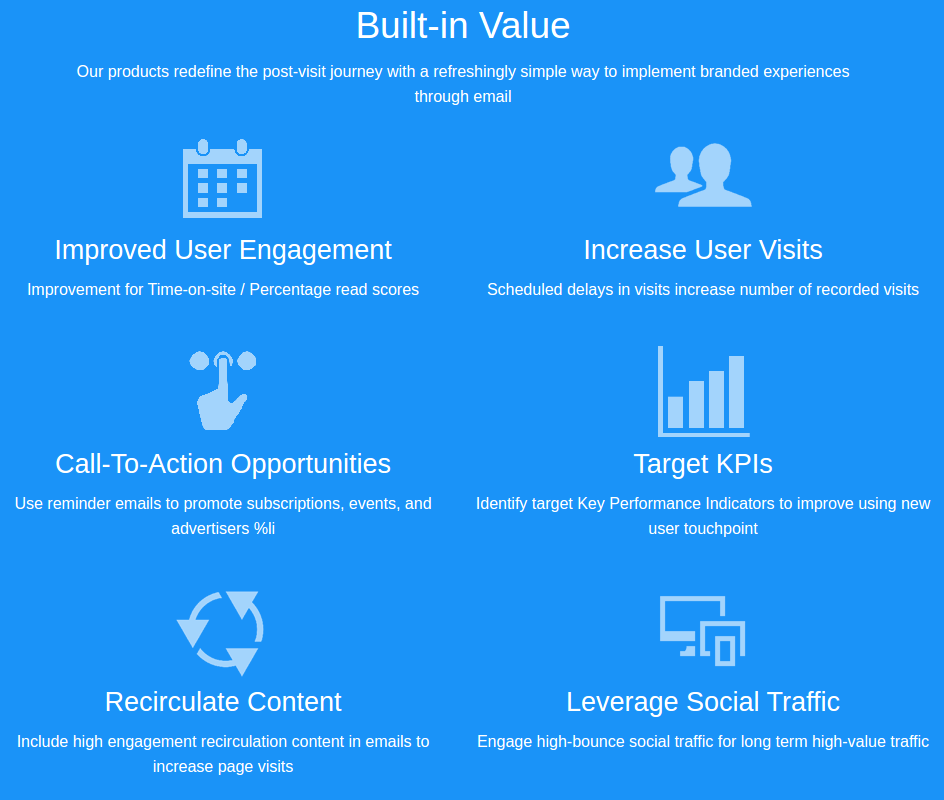 Built-in Value
Our products redefine the post-visit journey with a refreshingly simple way to implement branded experiences
through email
Improved User Engagement
Improvement for Time-on-site / Percentage read scores
Increase User Visits
Scheduled delays in visits increase number of recorded visits
Call-To-Action Opportunities
Use reminder emails to promote subscriptions, events, and
advertisers %li
Target KPIs
Identify target Key Performance Indicators to improve using new
user touchpoint
Recirculate Content
Include high engagement recirculation content in emails to
increase page visits
Leverage Social Traffic
Engage high-bounce social traffic for long term high-value traffic